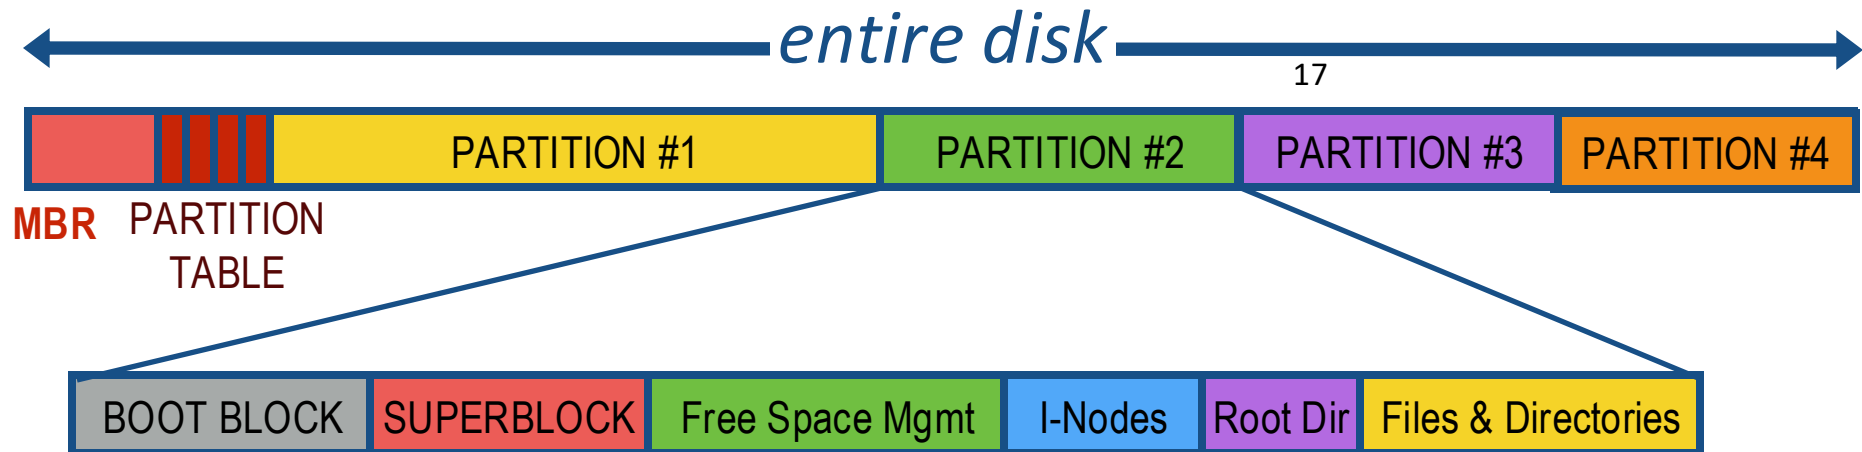 entire disk
17
PARTITION #1 PARTITION #2 PARTITION #3 PARTITION #4
MBR PARTITION
TABLE
BOOT BLOCK SUPERBLOCK Free Space Mgmt I-Nodes Root Dir Files & Directories